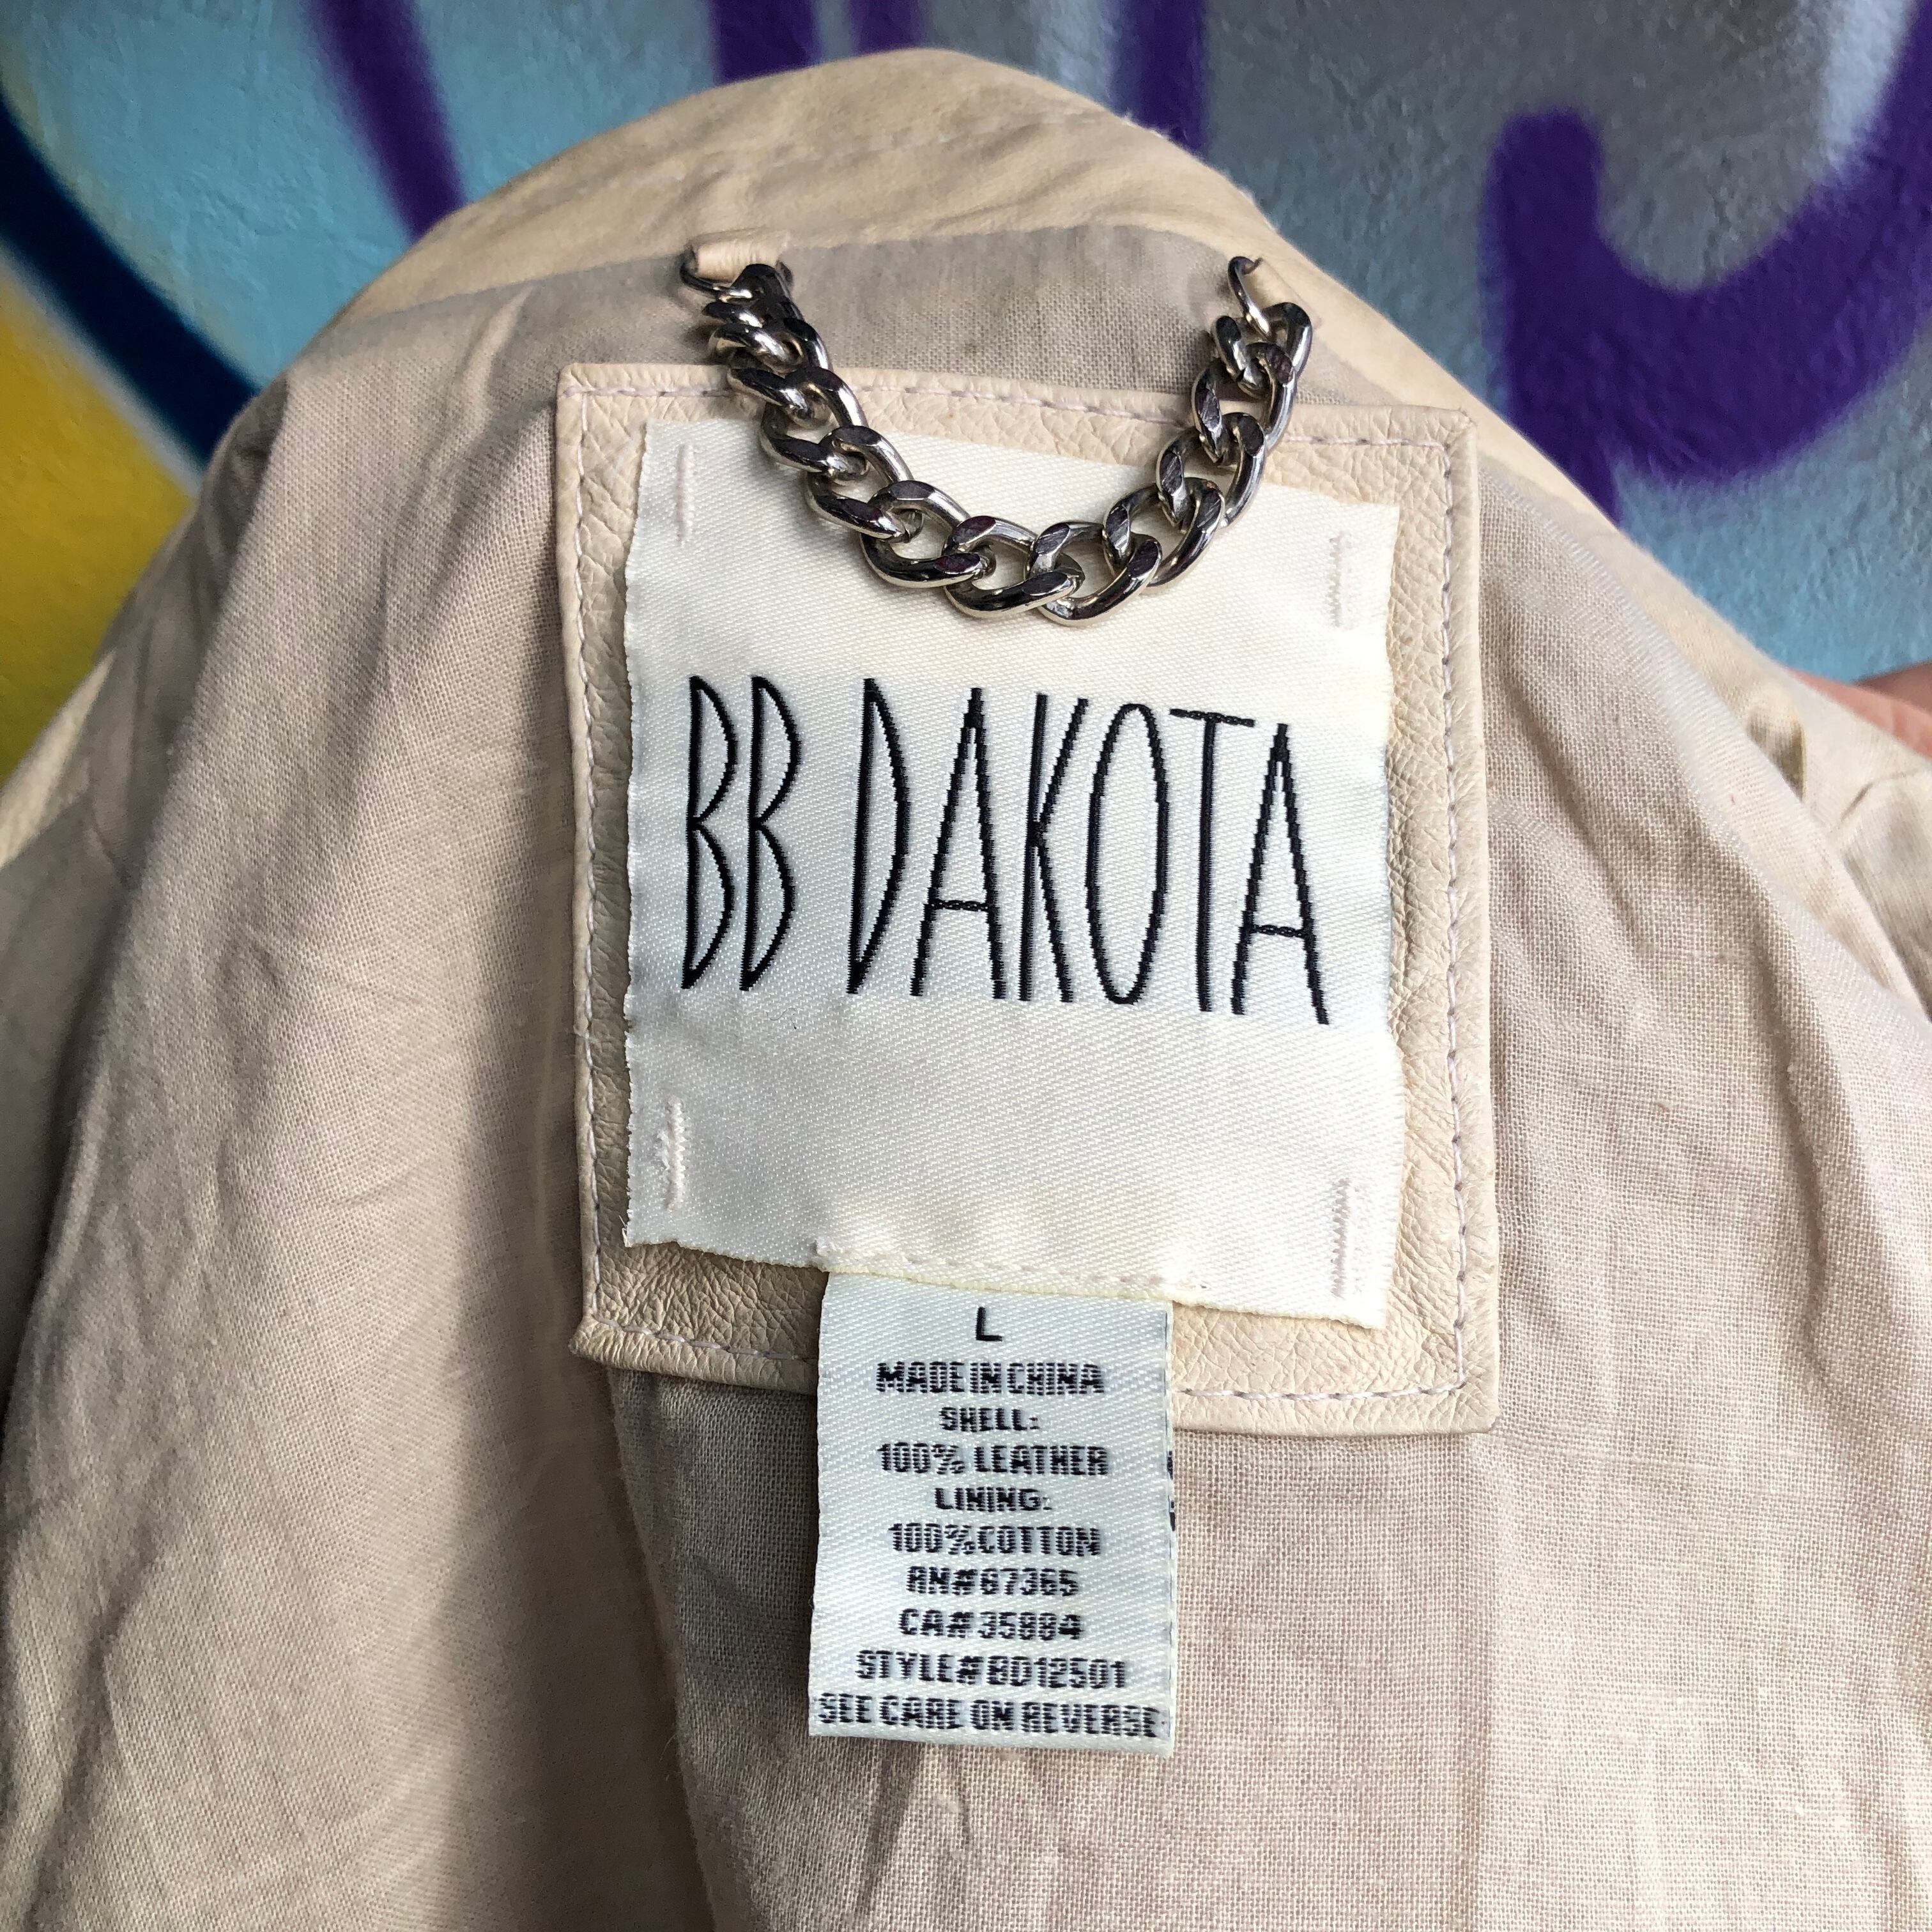 BB DAKOTA
L
MADE IN CHINA
SHELL:
100% LEATHER
LINING:
100% COTTON
RN# 67365
CA# 35884
STYLE# BD12501
SEE CARE ON REVERSE